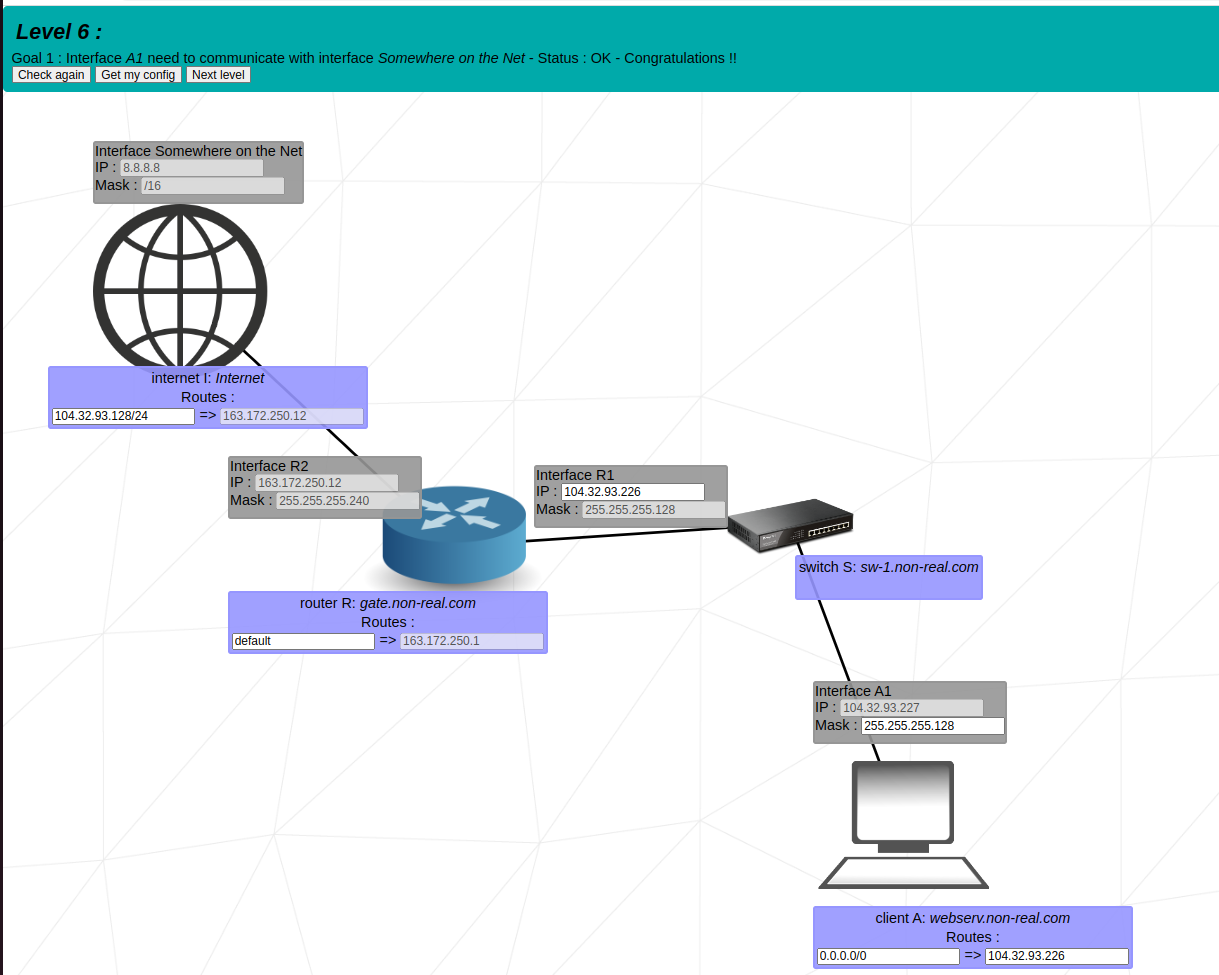 Level 6 :
Goal 1 : Interface A1 need to communicate with interface Somewhere on the Net - Status : OK - Congratulations !!
Check again Get my config Next level
Interface Somewhere on the Net
IP : 8.8.8.8
Mask : /16
internet I: Internet
Routes :
104.32.93.128/24 => 163.172.250.12
Interface R2
IP : 163.172.250.12
Mask : 255.255.255.240
Interface R1
IP : 104.32.93.226
Mask : 255.255.255.128
switch S: sw-1.non-real.com
router R: gate.non-real.com
Routes :
default => 163.172.250.1
Interface A1
IP : 104.32.93.227
Mask : 255.255.255.128
client A: webserv.non-real.com
Routes :
0.0.0.0/0 => 104.32.93.226